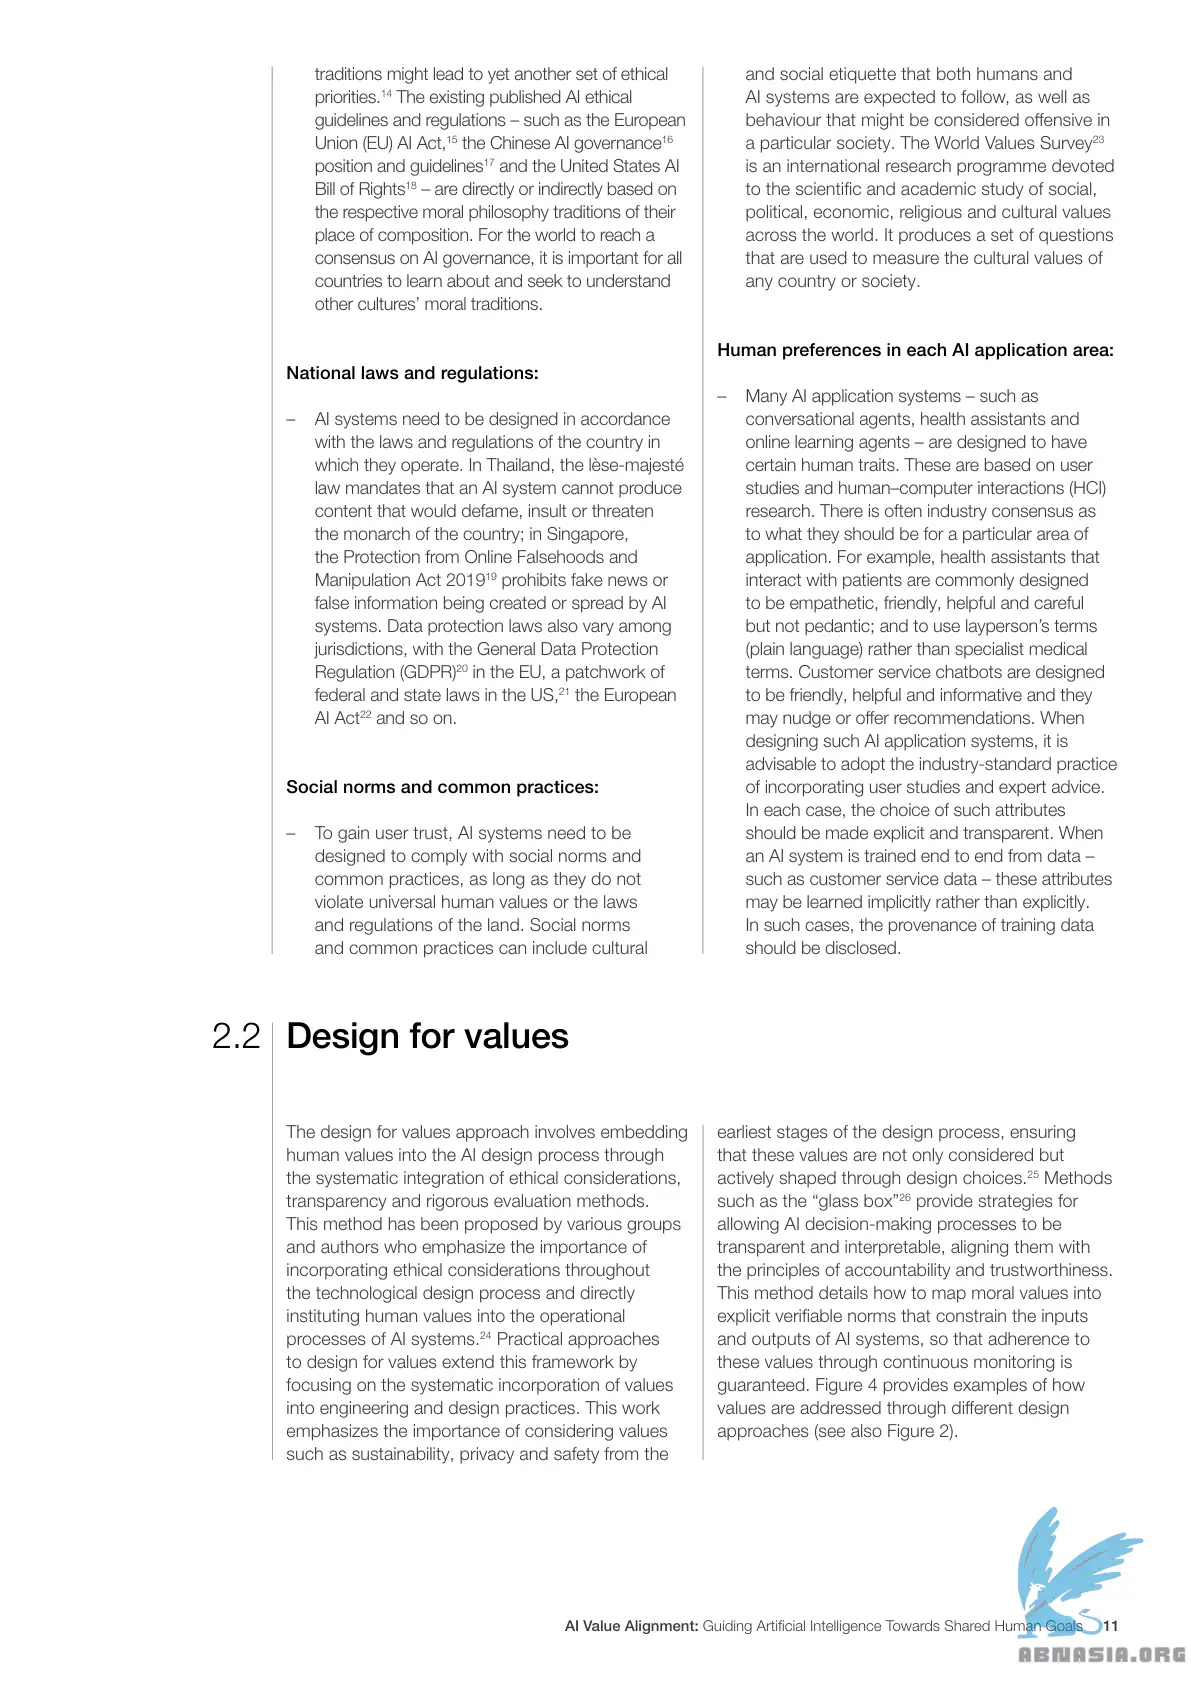 traditions might lead to yet another set of ethical
priorities.14 The existing published AI ethical
guidelines and regulations – such as the European
Union (EU) AI Act,15 the Chinese AI governance16
position and guidelines17 and the United States AI
Bill of Rights18 – are directly or indirectly based on
the respective moral philosophy traditions of their
place of composition. For the world to reach a
consensus on AI governance, it is important for all
countries to learn about and seek to understand
other cultures’ moral traditions.
National laws and regulations:
– AI systems need to be designed in accordance
with the laws and regulations of the country in
which they operate. In Thailand, the lèse-majesté
law mandates that an AI system cannot produce
content that would defame, insult or threaten
the monarch of the country; in Singapore,
the Protection from Online Falsehoods and
Manipulation Act 201919 prohibits fake news or
false information being created or spread by AI
systems. Data protection laws also vary among
jurisdictions, with the General Data Protection
Regulation (GDPR)20 in the EU, a patchwork of
federal and state laws in the US,21 the European
AI Act22 and so on.
Social norms and common practices:
– To gain user trust, AI systems need to be
designed to comply with social norms and
common practices, as long as they do not
violate universal human values or the laws
and regulations of the land. Social norms
and common practices can include cultural
and social etiquette that both humans and
AI systems are expected to follow, as well as
behaviour that might be considered offensive in
a particular society. The World Values Survey23
is an international research programme devoted
to the scientific and academic study of social,
political, economic, religious and cultural values
across the world. It produces a set of questions
that are used to measure the cultural values of
any country or society.
Human preferences in each AI application area:
– Many AI application systems – such as
conversational agents, health assistants and
online learning agents – are designed to have
certain human traits. These are based on user
studies and human–computer interactions (HCI)
research. There is often industry consensus as
to what they should be for a particular area of
application. For example, health assistants that
interact with patients are commonly designed
to be empathetic, friendly, helpful and careful
but not pedantic; and to use layperson’s terms
(plain language) rather than specialist medical
terms. Customer service chatbots are designed
to be friendly, helpful and informative and they
may nudge or offer recommendations. When
designing such AI application systems, it is
advisable to adopt the industry-standard practice
of incorporating user studies and expert advice.
In each case, the choice of such attributes
should be made explicit and transparent. When
an AI system is trained end to end from data –
such as customer service data – these attributes
may be learned implicitly rather than explicitly.
In such cases, the provenance of training data
should be disclosed.
2.2 Design for values
The design for values approach involves embedding
human values into the AI design process through
the systematic integration of ethical considerations,
transparency and rigorous evaluation methods.
This method has been proposed by various groups
and authors who emphasize the importance of
incorporating ethical considerations throughout
the technological design process and directly
instituting human values into the operational
processes of AI systems.24 Practical approaches
to design for values extend this framework by
focusing on the systematic incorporation of values
into engineering and design practices. This work
emphasizes the importance of considering values
such as sustainability, privacy and safety from the
earliest stages of the design process, ensuring
that these values are not only considered but
actively shaped through design choices.25 Methods
such as the “glass box”26 provide strategies for
allowing AI decision-making processes to be
transparent and interpretable, aligning them with
the principles of accountability and trustworthiness.
This method details how to map moral values into
explicit verifiable norms that constrain the inputs
and outputs of AI systems, so that adherence to
these values through continuous monitoring is
guaranteed. Figure 4 provides examples of how
values are addressed through different design
approaches (see also Figure 2).
AI Value Alignment: Guiding Artificial Intelligence Towards Shared Human Goals 11
ABNASIA.ORG